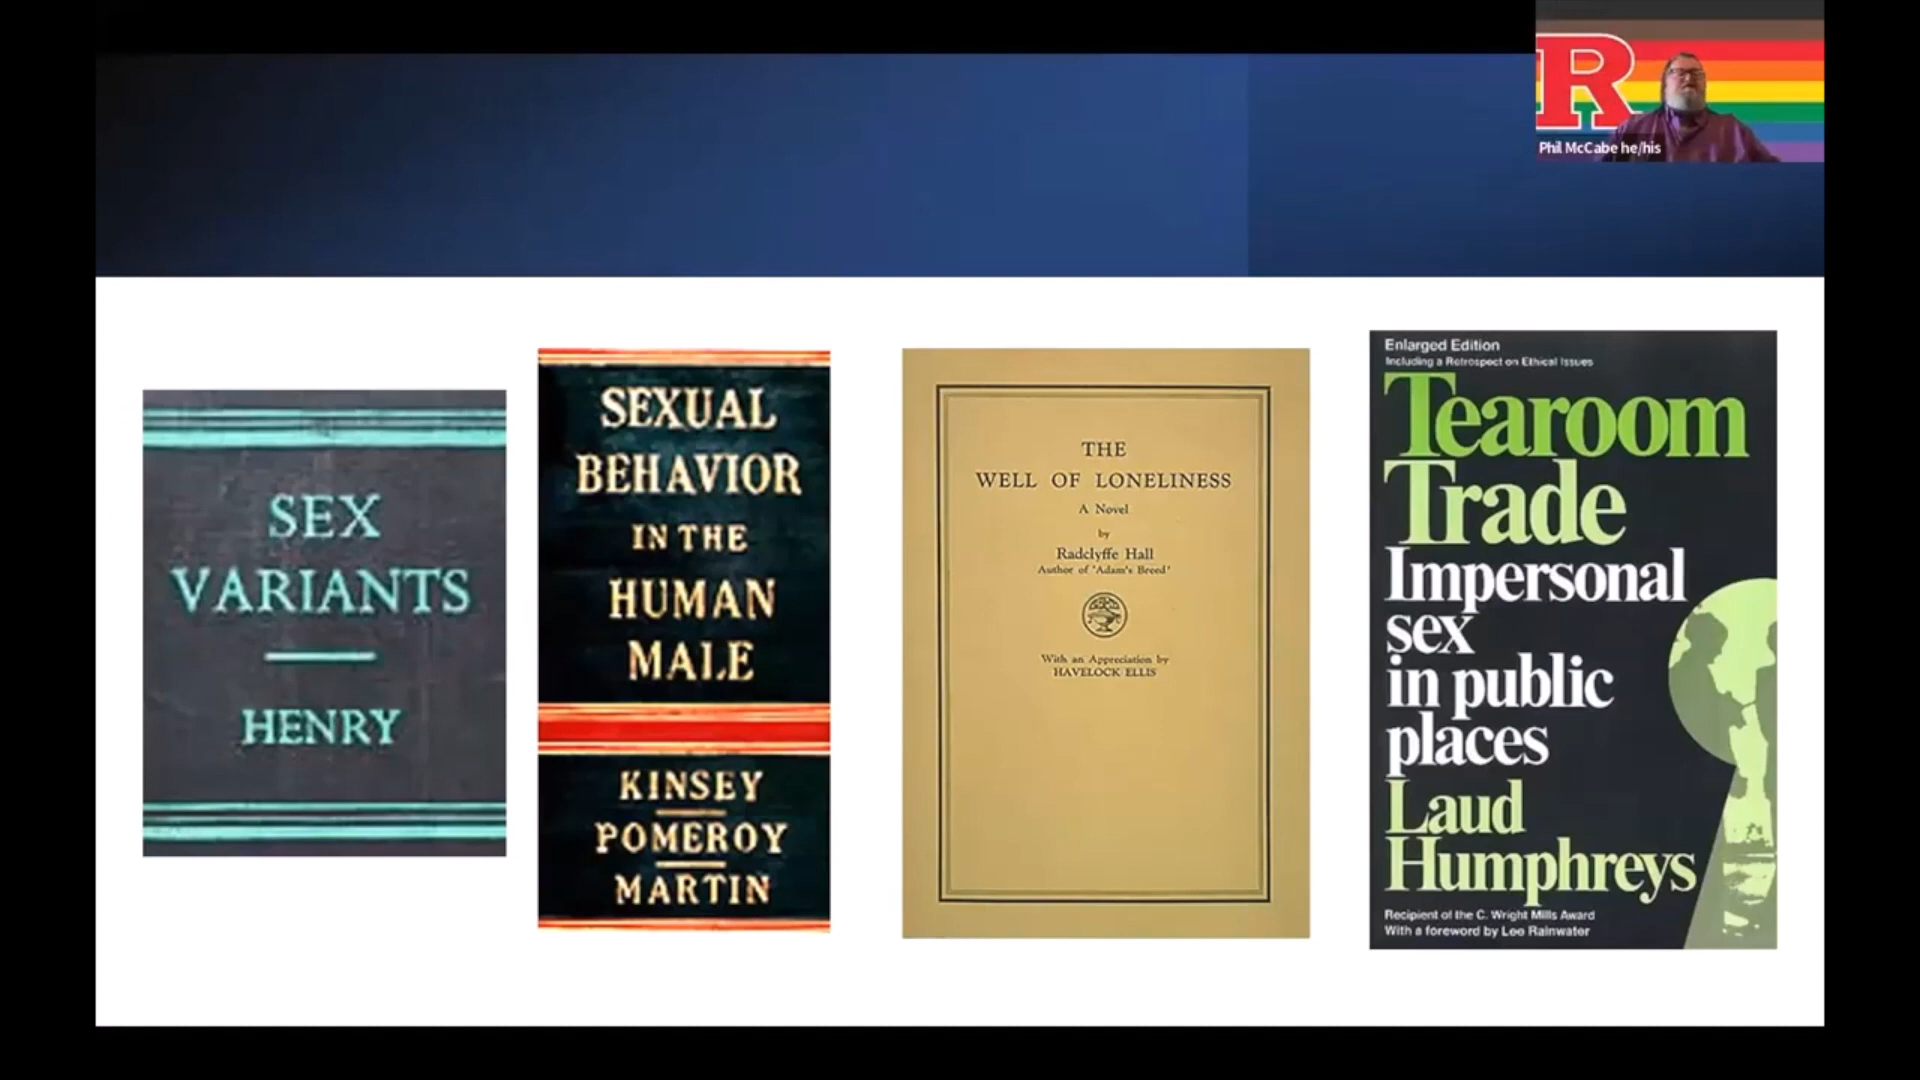 R
Phil McCabe he/his
SEX
VARIANTS
HENRY
SEXUAL
BEHAVIOR
IN THE
HUMAN
MALE
KINSEY
POMEROY
MARTIN
THE
WELL OF LONELINESS
A Novel
by
Radclyffe Hall
Author of 'Adam's Breed'
With an Appreciation by
HAVELOCK ELLIS
Enlarged Edition
Including a Retrospect on Ethical Issues
Tearoom
Trade
Impersonal
sex
in public
places
Laud
Humphreys
Recipient of the C. Wright Mills Award
With a foreword by Lee Rainwater